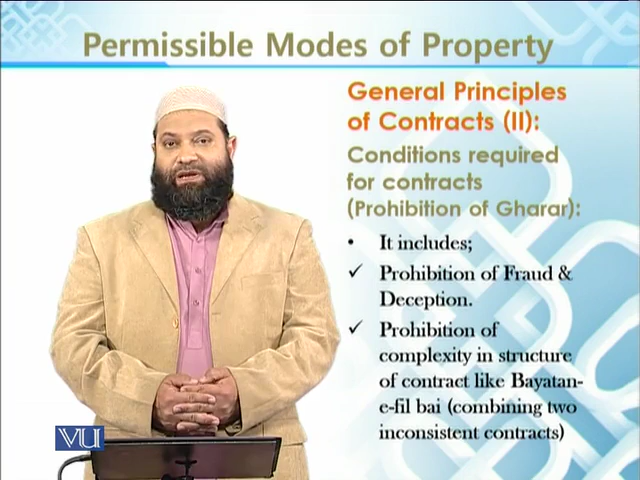 Permissible Modes of Property
General Principles
of Contracts (II):
Conditions required
for contracts
(Prohibition of Gharar):
• It includes;
✓ Prohibition of Fraud &
Deception.
✓ Prohibition of
complexity in structure
of contract like Bayatan-
e-fil bai (combining two
inconsistent contracts)
VU